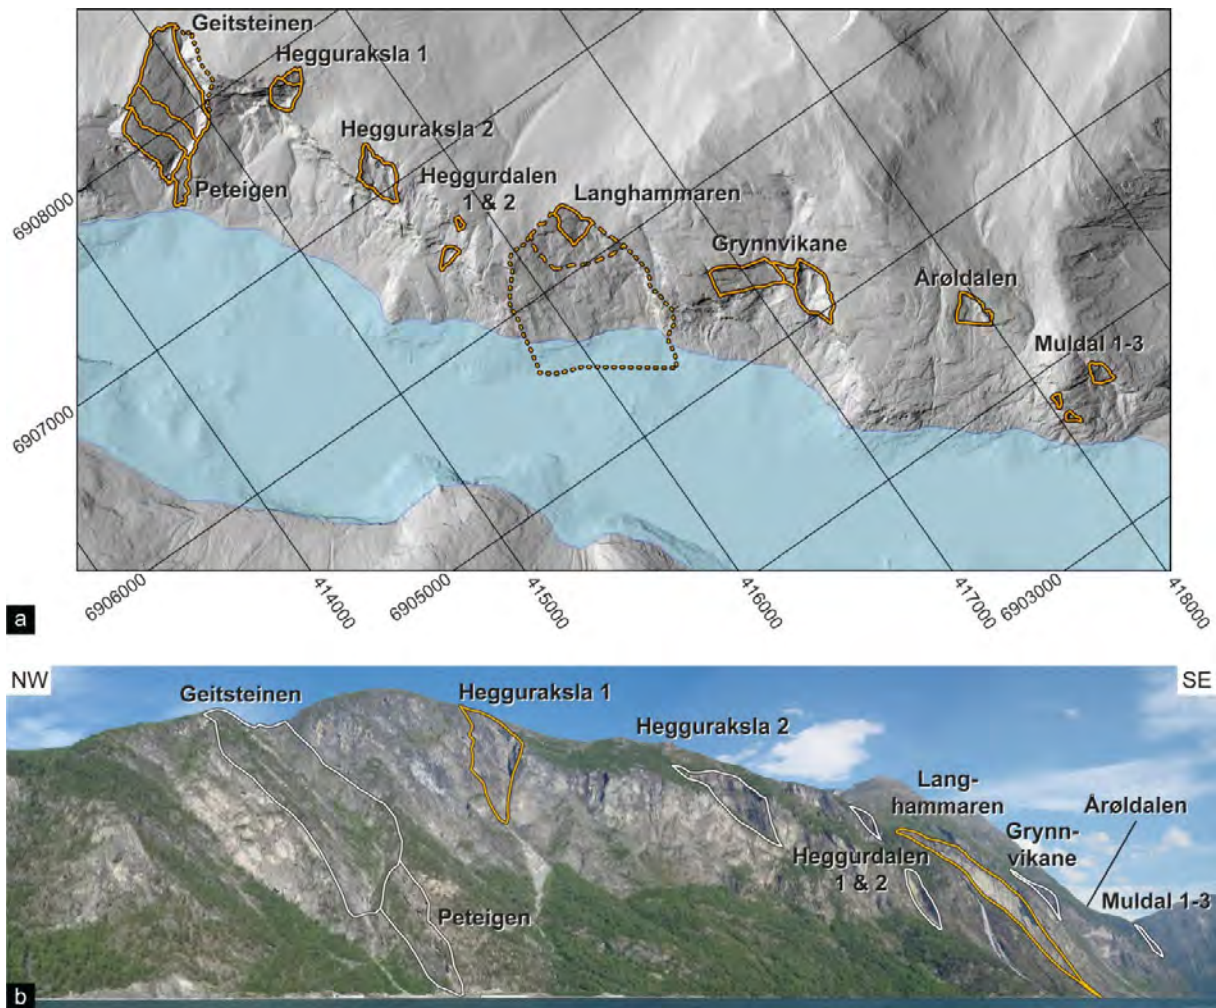 Geitsteinen
Hegguraksla 1
Hegguraksla 2
Heggurdalen
1 & 2
Langhammaren
Peteigen
Grynnvikane
Årøldalen
Muldal 1-3
6908000
6907000
6906000
414000
6905000
415000
416000
417000
6903000
418000
a
NW
SE
Geitsteinen
Hegguraksla 1
Hegguraksla 2
Lang-
hammaren
Årøldalen
Grynn-
vikane
Heggurdalen
1 & 2
Muldal 1-3
Peteigen
b